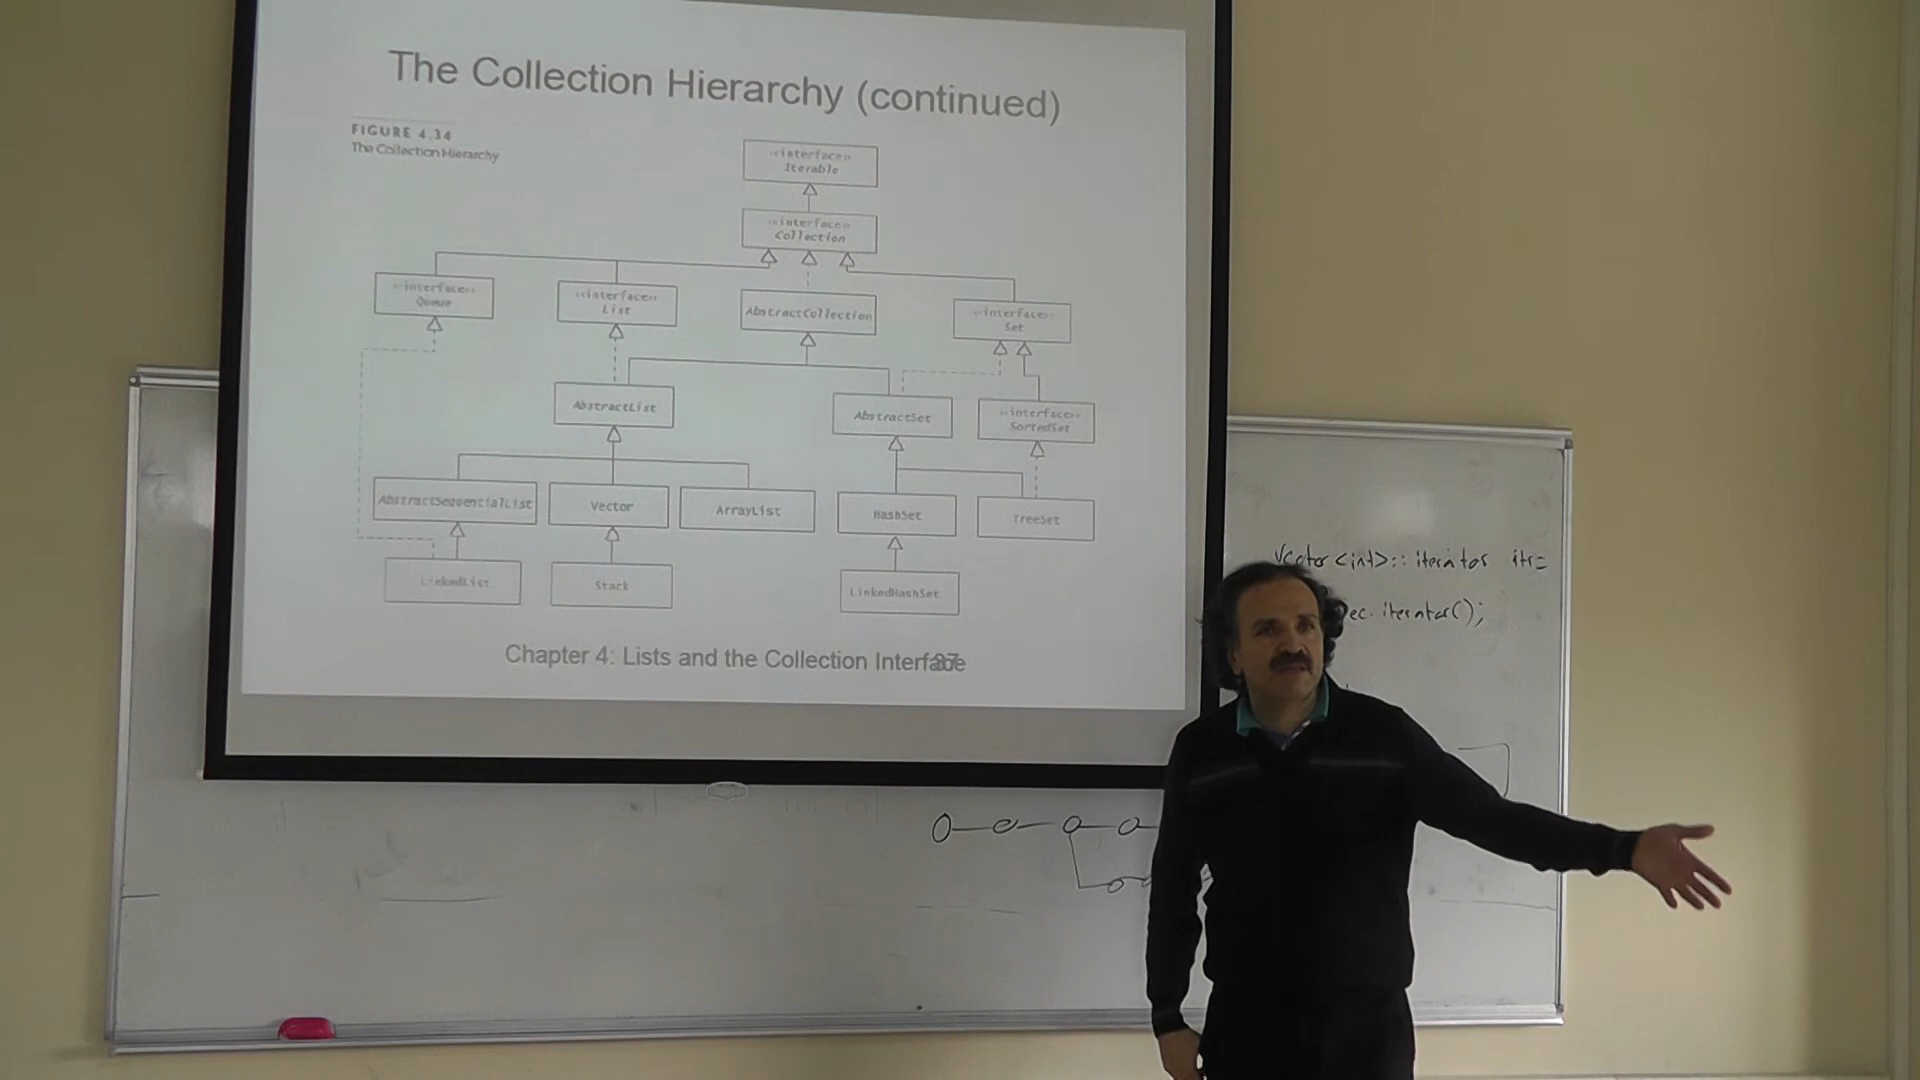 The Collection Hierarchy (continued)
FIGURE 4.34
The Collection Hierarchy
«interface»
Iterable
«interface»
Collection
«interface»
Queue
«interface»
List
AbstractCollection
«interface»
Set
AbstractList
AbstractSet
«interface»
SortedSet
AbstractSequentialList
Vector
ArrayList
HashSet
TreeSet
LinkedList
Stack
LinkedHashSet
Chapter 4: Lists and the Collection Interface
87
Vector<int>:: iterator itr=
ec. iterator();